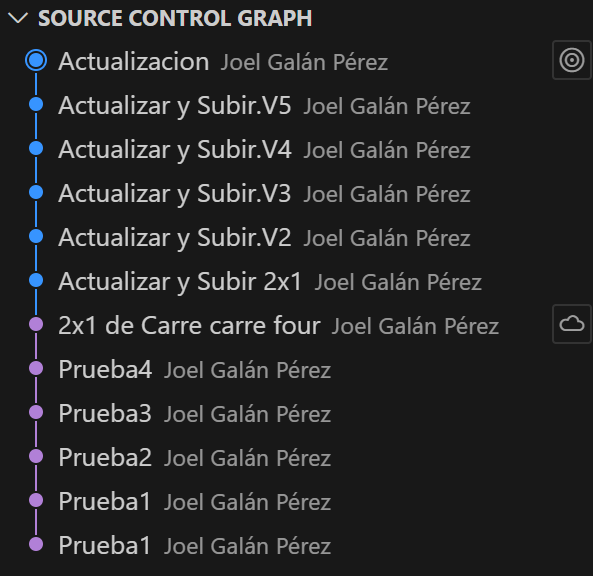 SOURCE CONTROL GRAPH
Actualizacion Joel Galán Pérez
Actualizar y Subir.V5 Joel Galán Pérez
Actualizar y Subir.V4 Joel Galán Pérez
Actualizar y Subir.V3 Joel Galán Pérez
Actualizar y Subir.V2 Joel Galán Pérez
Actualizar y Subir 2x1 Joel Galán Pérez
2x1 de Carre carre four Joel Galán Pérez
Prueba4 Joel Galán Pérez
Prueba3 Joel Galán Pérez
Prueba2 Joel Galán Pérez
Prueba1 Joel Galán Pérez
Prueba1 Joel Galán Pérez